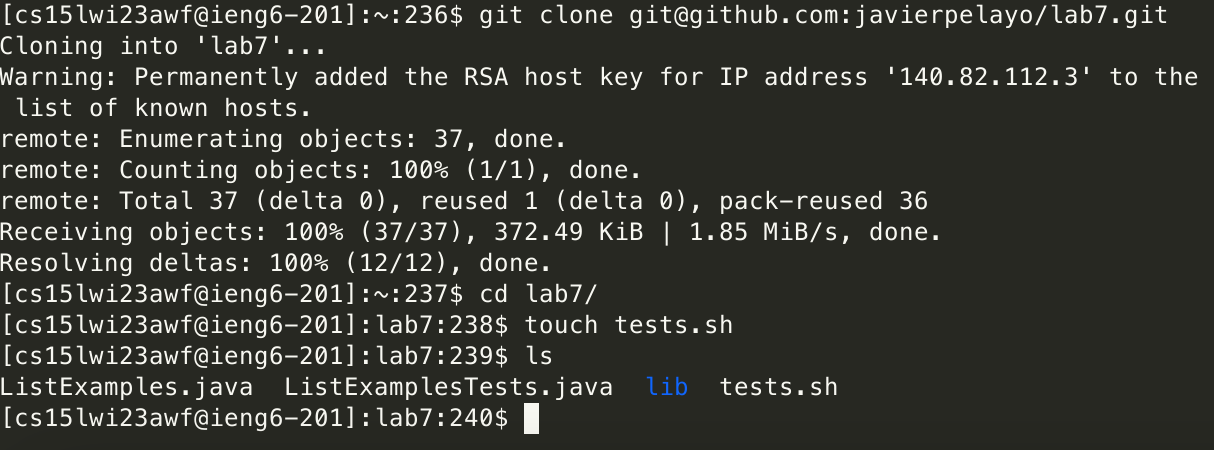 [cs15lwi23awf@ieng6-201]:~:236$ git clone git@github.com:javierpelayo/lab7.git
Cloning into 'lab7'...
Warning: Permanently added the RSA host key for IP address '140.82.112.3' to the
 list of known hosts.
remote: Enumerating objects: 37, done.
remote: Counting objects: 100% (1/1), done.
remote: Total 37 (delta 0), reused 1 (delta 0), pack-reused 36
Receiving objects: 100% (37/37), 372.49 KiB | 1.85 MiB/s, done.
Resolving deltas: 100% (12/12), done.
[cs15lwi23awf@ieng6-201]:~:237$ cd lab7/
[cs15lwi23awf@ieng6-201]:lab7:238$ touch tests.sh
[cs15lwi23awf@ieng6-201]:lab7:239$ ls
ListExamples.java  ListExamplesTests.java  lib  tests.sh
[cs15lwi23awf@ieng6-201]:lab7:240$